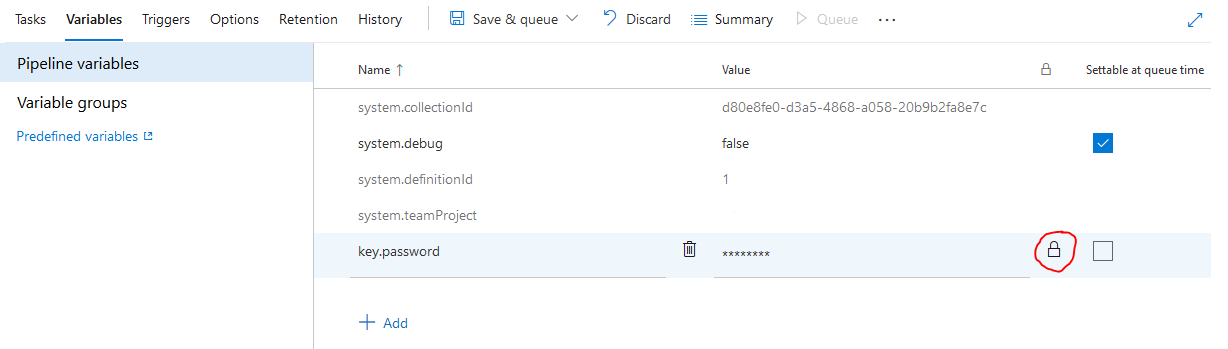 Tasks Variables Triggers Options Retention History Save & queue Discard Summary Queue ...
Pipeline variables
Variable groups
Predefined variables
Name ↑ Value Settable at queue time
system.collectionId d80e8fe0-d3a5-4868-a058-20b9b2fa8e7c
system.debug false
system.definitionId 1
system.teamProject
key.password ********
+ Add